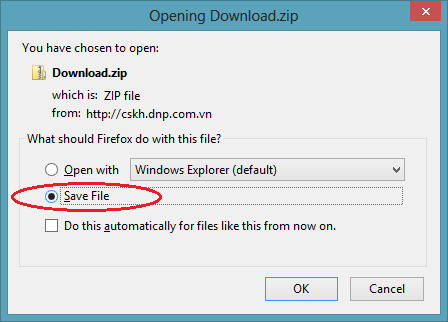 Opening Download.zip
You have chosen to open:
Download.zip
which is: ZIP file
from: http://cskh.dnp.com.vn
What should Firefox do with this file?
Open with Windows Explorer (default)
Save File
Do this automatically for files like this from now on.
OK Cancel